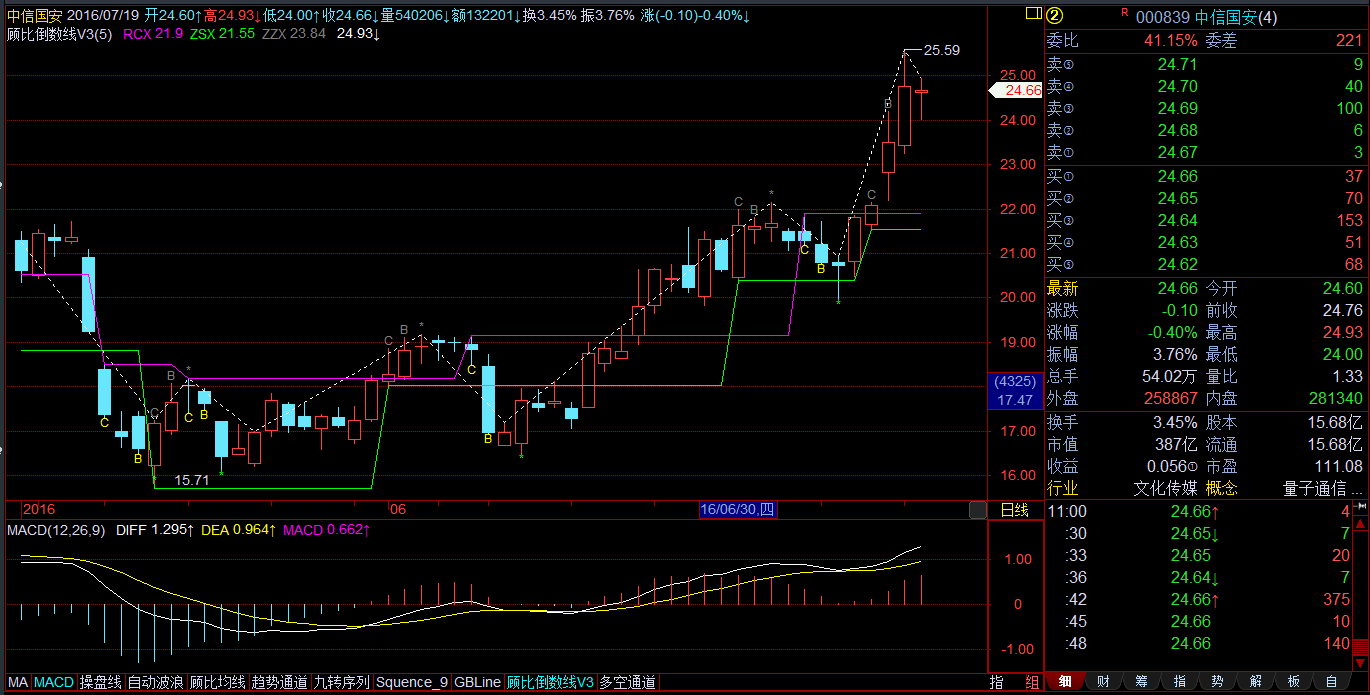 中信国安 2016/07/19 开24.60↑高24.93↓低24.00↑收24.66↓量540206↓额132201↓换3.45% 振3.76% 涨(-0.10)-0.40%↓
顾比倒数线V3(5) RCX 21.9 ZSX 21.55 ZZX 23.84 24.93↓
25.59
25.00
24.66
24.00
23.00
22.00
21.00
20.00
19.00
(4325)
17.47
17.00
16.00
C B * C B
C B *
B *
C B
C B *
C B
C
B
C
B
C B
15.71
2016 06 16/06/30,四 日线
MACD(12,26,9) DIFF 1.295↑ DEA 0.964↑ MACD 0.662↑
1.00
0
-1.00
MA MACD 操盘线 自动波浪 顾比均线 趋势通道 九转序列 Squence_9 GBLine 顾比倒数线V3 多空通道 指 组
② R 000839 中信国安(4)
委比 41.15% 委差 221
卖⑤ 24.71 9
卖④ 24.70 40
卖③ 24.69 100
卖② 24.68 6
卖① 24.67 3
买① 24.66 37
买② 24.65 70
买③ 24.64 153
买④ 24.63 51
买⑤ 24.62 68
最新 24.66 今开 24.60
涨跌 -0.10 前收 24.76
涨幅 -0.40% 最高 24.93
振幅 3.76% 最低 24.00
总手 54.02万 量比 1.33
外盘 258867 内盘 281340
换手 3.45% 股本 15.68亿
市值 387亿 流通 15.68亿
收益 0.056① 市盈 111.08
行业 文化传媒 概念 量子通信 ...
11:00 24.66↑ 4
:30 24.65↓ 7
:33 24.65 20
:36 24.64↓ 7
:42 24.66↑ 375
:45 24.66 10
:48 24.66 140
细 财 筹 指 势 解 板 自